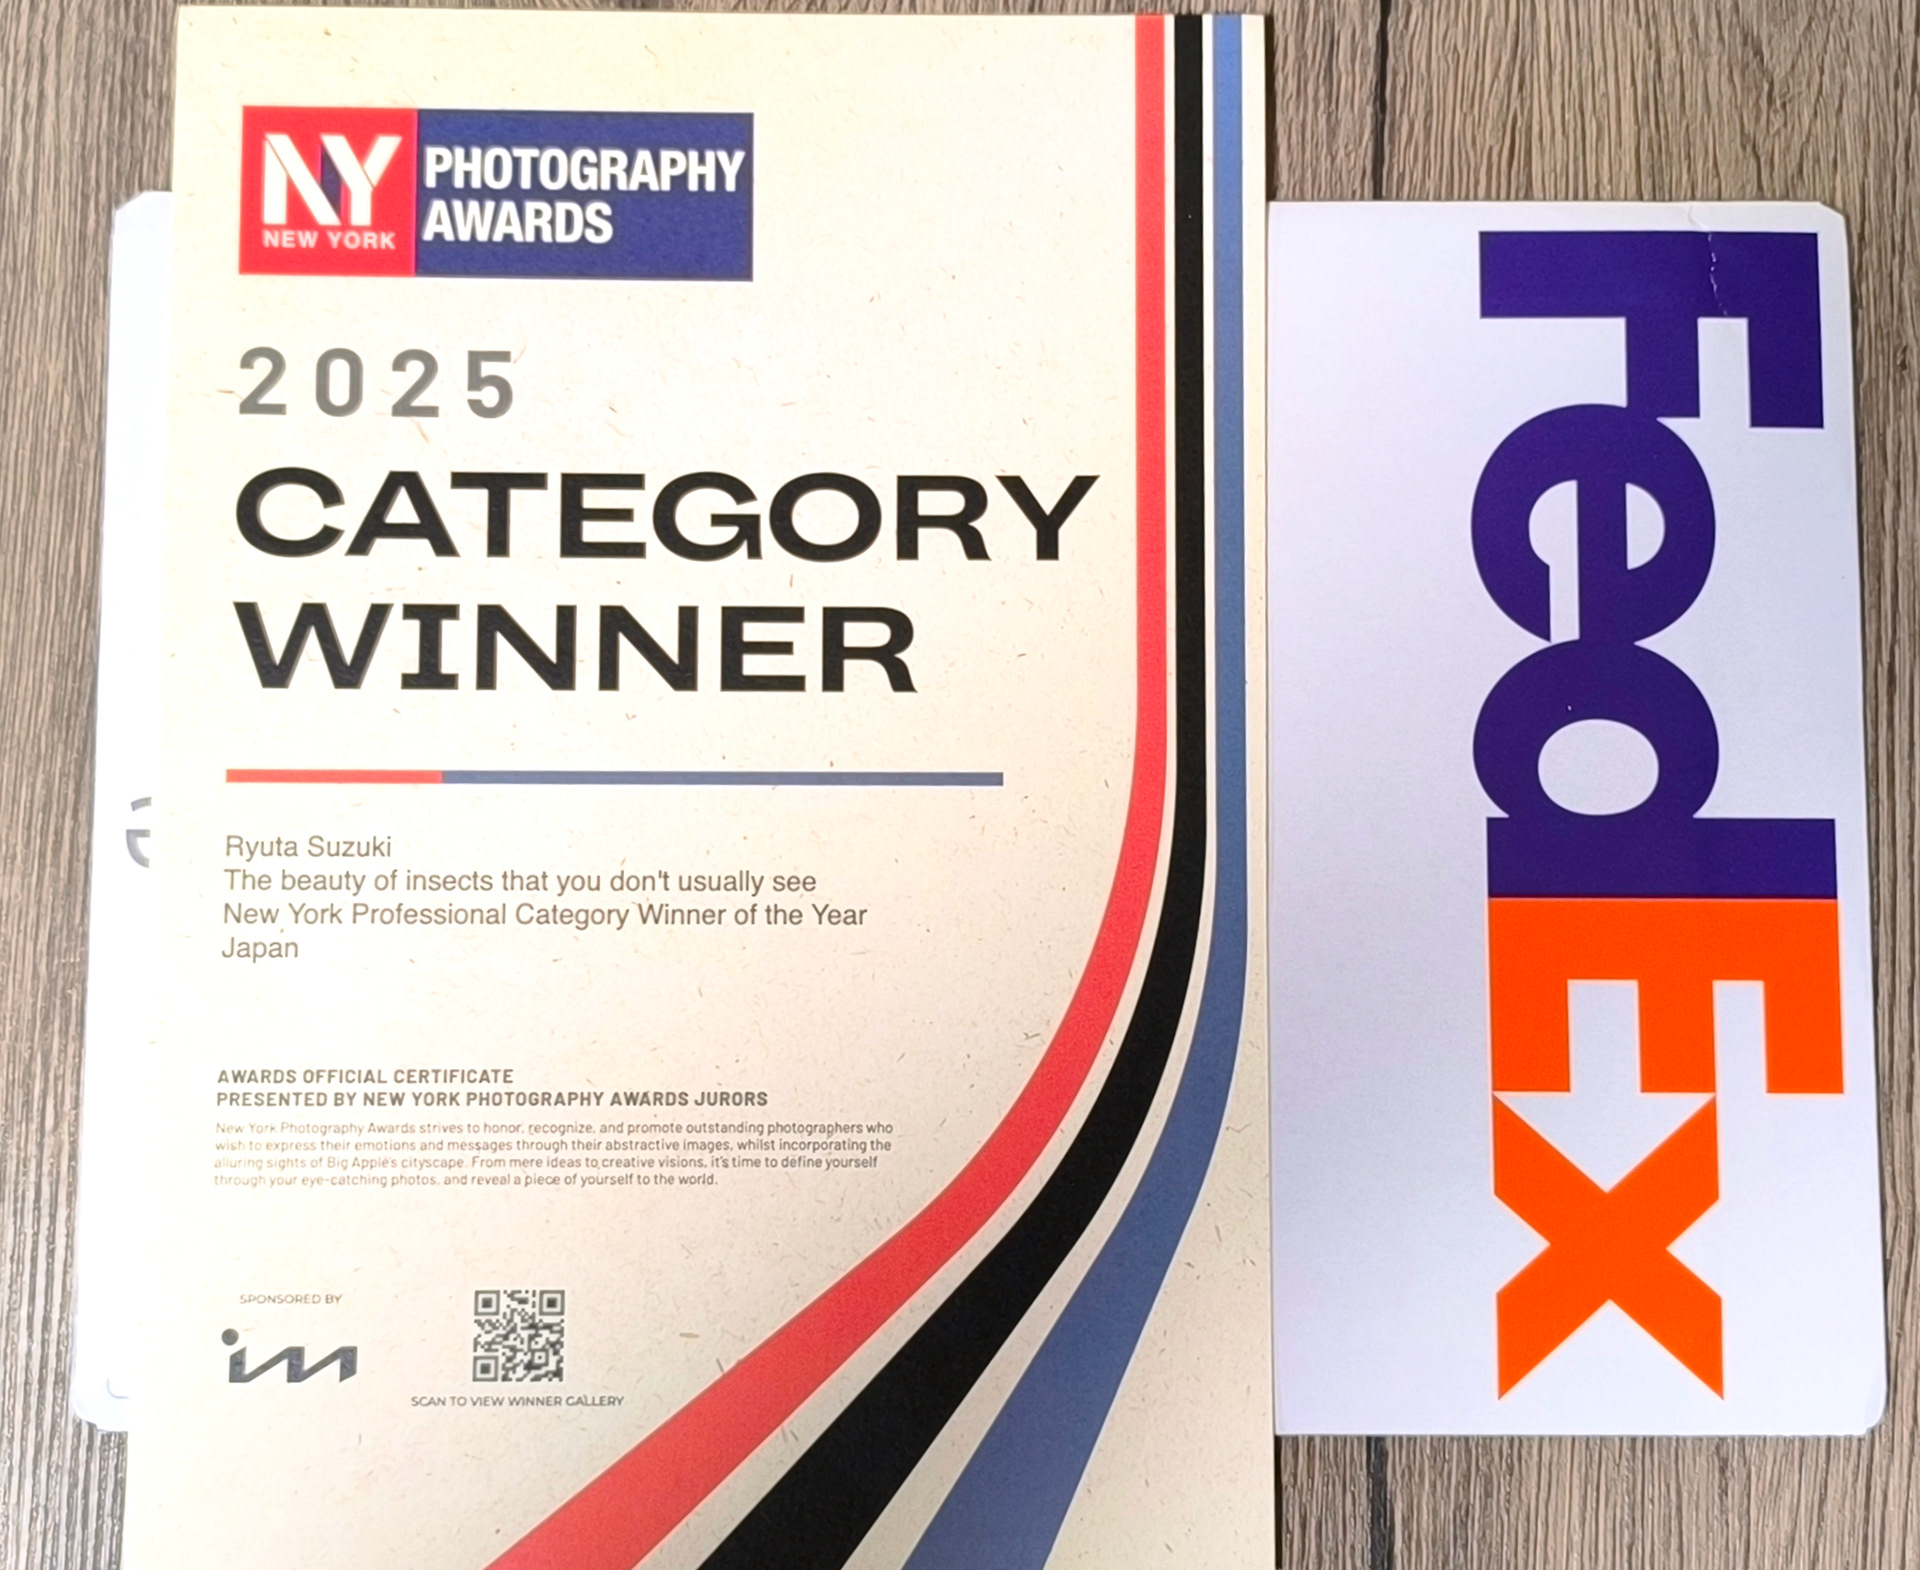 NY
NEW YORK
PHOTOGRAPHY
AWARDS
2025
CATEGORY
WINNER
Ryuta Suzuki
The beauty of insects that you don't usually see
New York Professional Category Winner of the Year
Japan
AWARDS OFFICIAL CERTIFICATE
PRESENTED BY NEW YORK PHOTOGRAPHY AWARDS JURORS
New York Photography Awards strives to honor, recognize, and promote outstanding photographers who
wish to express their emotions and messages through their abstractive images, whilst incorporating the
alluring sights of Big Apple's cityscape. From mere ideas to creative visions, it's time to define yourself
through your eye-catching photos, and reveal a piece of yourself to the world.
SPONSORED BY
SCAN TO VIEW WINNER GALLERY
FedEx